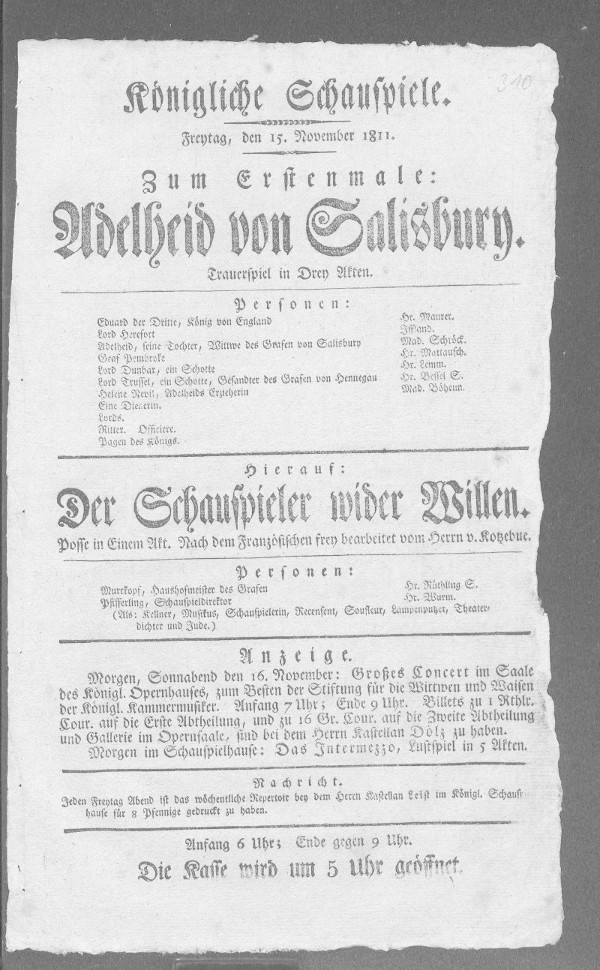 310
Königliche Schauspiele.
Freytag, den 15. November 1811.
Zum Erstenmale:
Adelheid von Salisbury.
Trauerspiel in Drey Akten.
Personen:
Eduard der Dritte, König von England Hr. Maurer.
Lord Herefort Iffland.
Adelheid, seine Tochter, Wittwe des Grafen von Salisbury Mad. Schröck.
Graf Pembroke Hr. Mattausch.
Lord Dunbar, ein Schotte Hr. Lemm.
Lord Trussel, ein Schotte, Gesandter des Grafen von Hennegau Hr. Bessel S.
Helene Nevil, Adelheids Erzieherin Mad. Böheim.
Eine Dienerin.
Lords.
Ritter. Officiere.
Pagen des Königs.
Hierauf:
Der Schauspieler wider Willen.
Posse in Einem Akt. Nach dem Französischen frey bearbeitet vom Herrn v. Kotzebue.
Personen:
Murrkopf, Haushofmeister des Grafen Hr. Rüthling S.
Pfifferling, Schauspieldirektor Hr. Wurm.
(Als: Kellner, Musikus, Schauspielerin, Recensent, Soufleur, Lampenputzer, Theater-
dichter und Jude.)
Anzeige.
Morgen, Sonnabend den 16. November: Großes Concert im Saale
des Königl. Opernhauses, zum Besten der Stiftung für die Wittwen und Waisen
der Königl. Kammermusiker. Anfang 7 Uhr; Ende 9 Uhr. Billets zu 1 Rthlr.
Cour. auf die Erste Abtheilung, und zu 16 Gr. Cour. auf die Zweite Abtheilung
und Gallerie im Opernsaale, sind bei dem Herrn Kastellan Dölz zu haben.
Morgen im Schauspielhause: Das Intermezzo, Lustspiel in 5 Akten.
Nachricht.
Jeden Freytag Abend ist das wöchentliche Repertoir bey dem Herrn Kastellan Leist im Königl. Schauspiel-
hause für 8 Pfennige gedruckt zu haben.
Anfang 6 Uhr; Ende gegen 9 Uhr.
Die Kasse wird um 5 Uhr geöffnet.